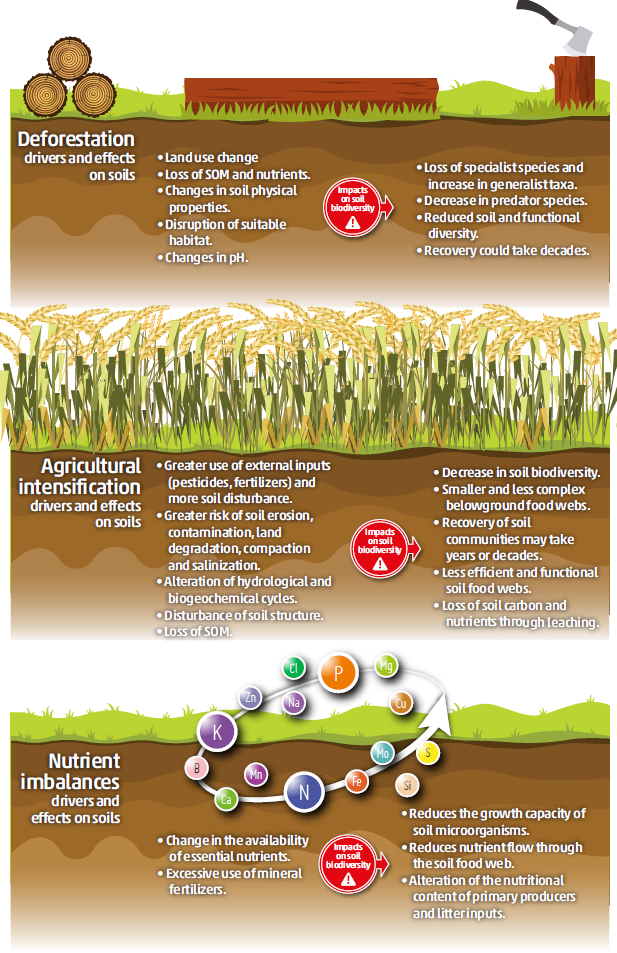 Deforestation
drivers and effects
on soils
• Land use change
• Loss of SOM and nutrients.
• Changes in soil physical
properties.
• Disruption of suitable
habitat.
• Changes in pH.
Impacts
on soil
biodiversity
• Loss of specialist species and
increase in generalist taxa.
• Decrease in predator species.
• Reduced soil and functional
diversity.
• Recovery could take decades.
Agricultural
intensification
drivers and effects
on soils
• Greater use of external inputs
(pesticides, fertilizers) and
more soil disturbance.
• Greater risk of soil erosion,
contamination, land
degradation, compaction
and salinization.
• Alteration of hydrological and
biogeochemical cycles.
• Disturbance of soil structure.
• Loss of SOM.
Impacts
on soil
biodiversity
• Decrease in soil biodiversity.
• Smaller and less complex
belowground food webs.
• Recovery of soil
communities may take
years or decades.
• Less efficient and functional
soil food webs.
• Loss of soil carbon and
nutrients through leaching.
Cl
P
Mg
Zn
Na
Cu
K
Mo
S
B
Mn
Fe
Si
Ca
N
Nutrient
imbalances
drivers and
effects on soils
• Change in the availability
of essential nutrients.
• Excessive use of mineral
fertilizers.
Impacts
on soil
biodiversity
• Reduces the growth capacity of
soil microorganisms.
• Reduces nutrient flow through
the soil food web.
• Alteration of the nutritional
content of primary producers
and litter inputs.